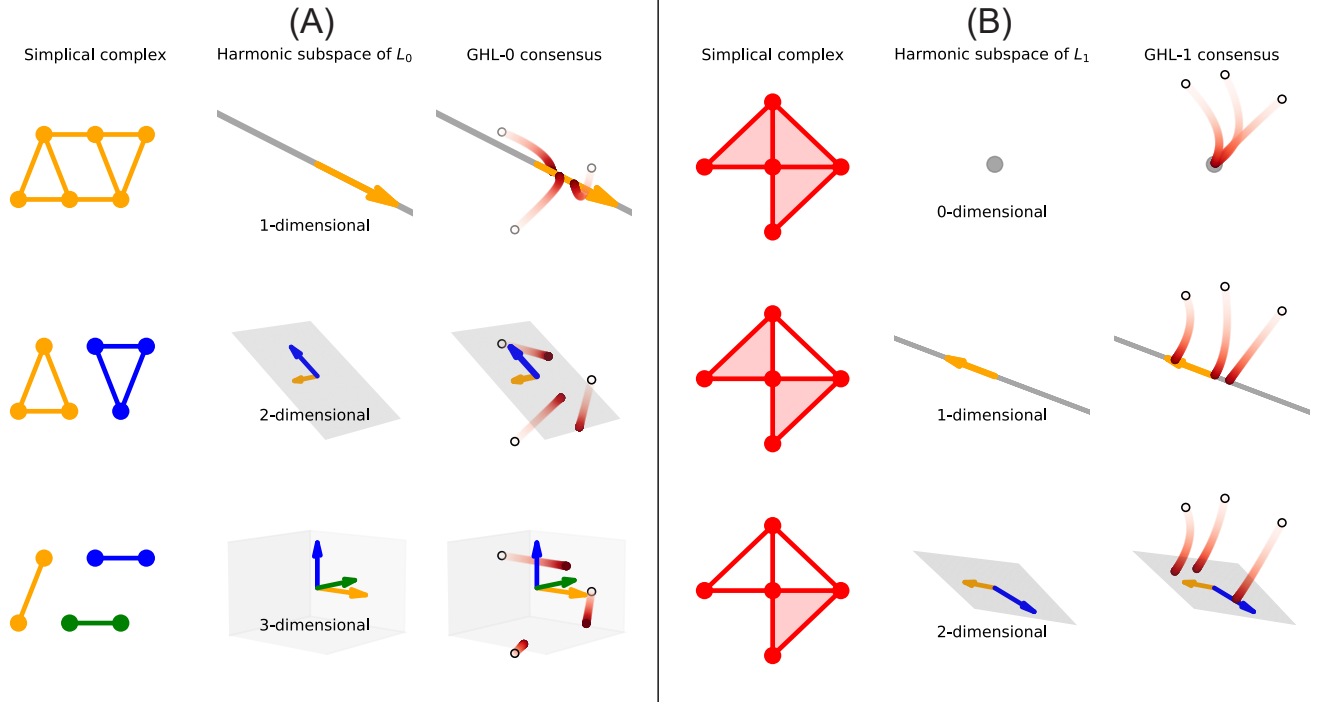 (A)
Simplical complex
Harmonic subspace of L₀
GHL-0 consensus
1-dimensional
2-dimensional
3-dimensional
(B)
Simplical complex
Harmonic subspace of L₁
GHL-1 consensus
0-dimensional
1-dimensional
2-dimensional